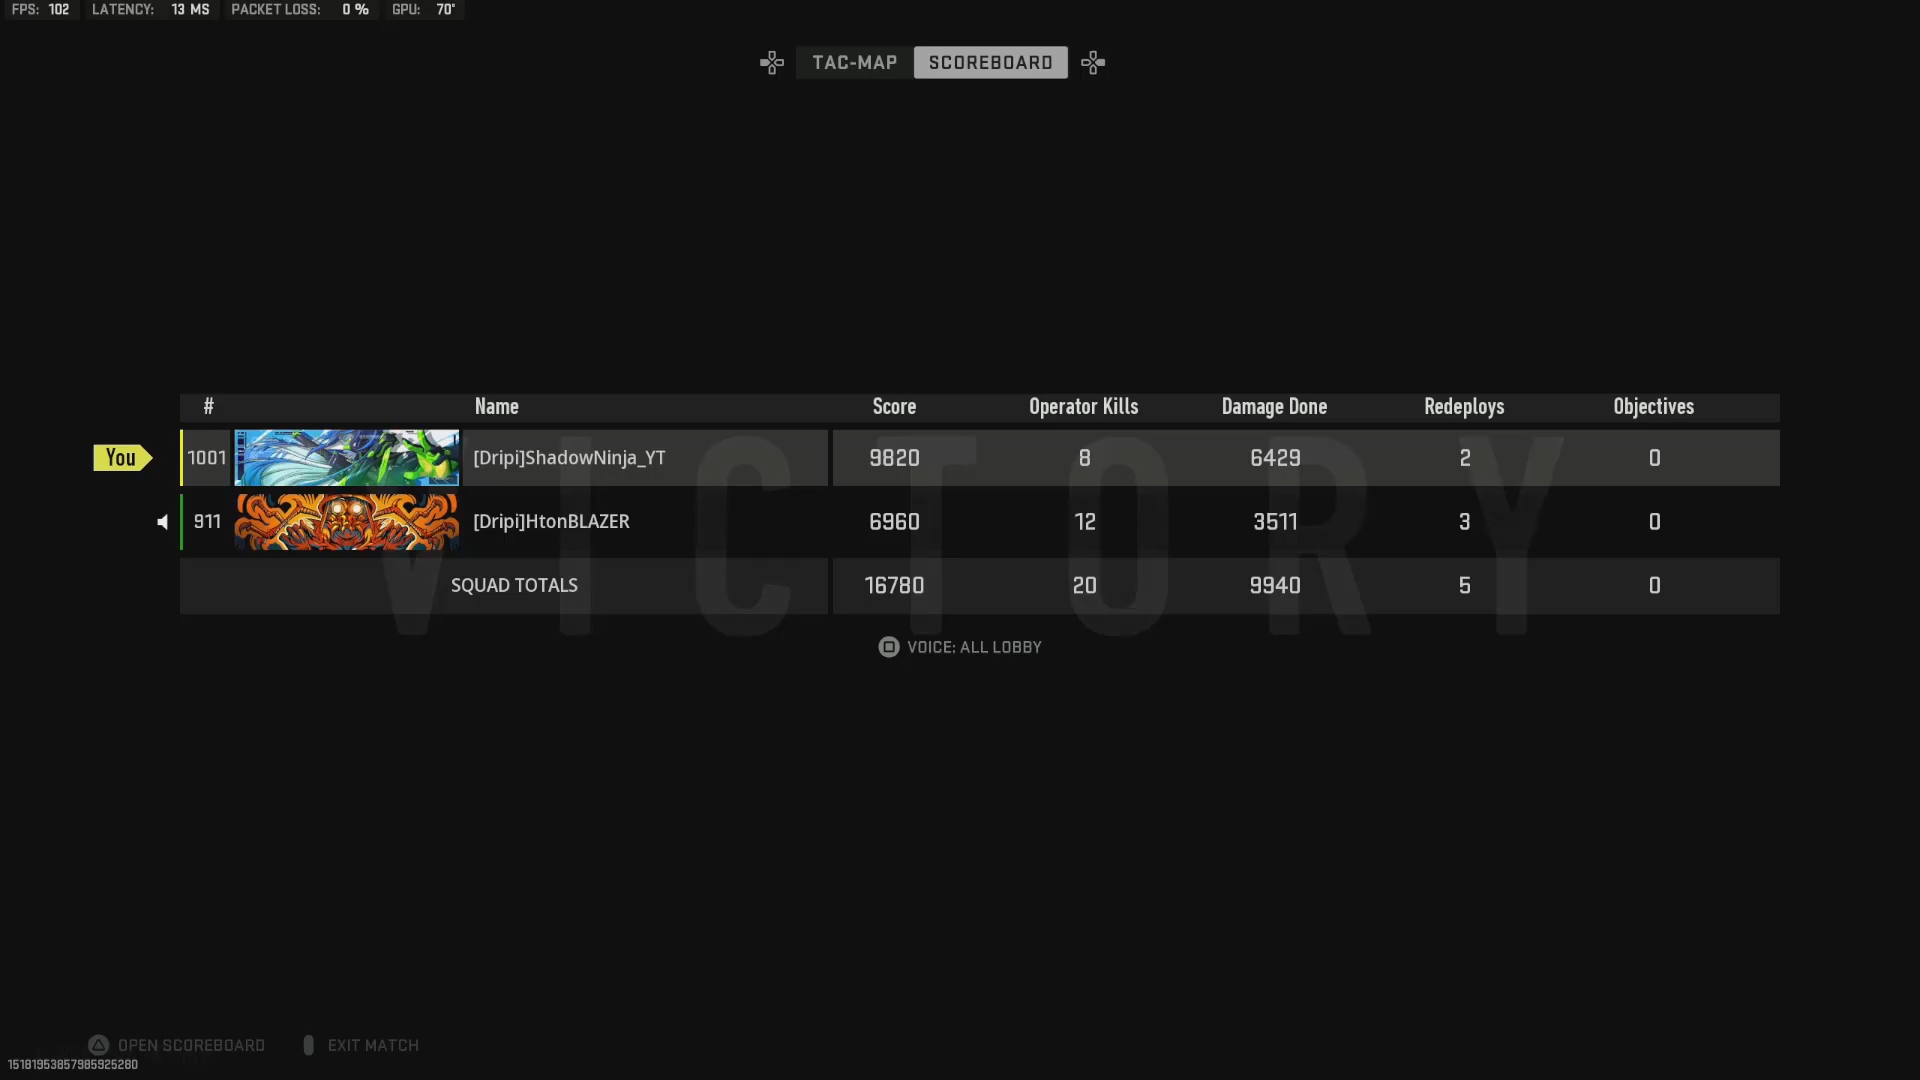 FPS: 102 LATENCY: 13 MS PACKET LOSS: 0 % GPU: 70°
TAC-MAP SCOREBOARD
# Name Score Operator Kills Damage Done Redeploys Objectives
You 1001 [Dripi]ShadowNinja_YT 9820 8 6429 2 0
911 [Dripi]HtonBLAZER 6960 12 3511 3 0
VICTORY
SQUAD TOTALS 16780 20 9940 5 0
VOICE: ALL LOBBY
OPEN SCOREBOARD EXIT MATCH
15181953857985925280